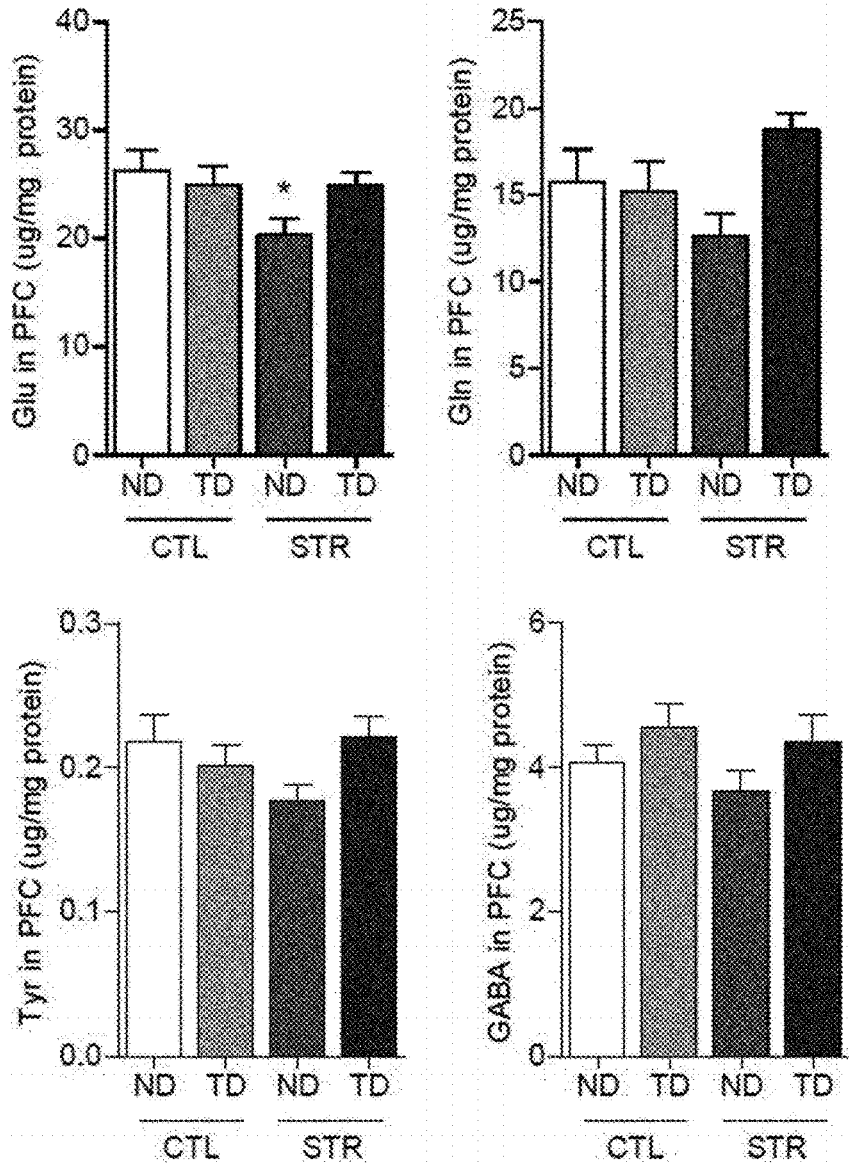 Glu in PFC (ug/mg protein)
40
30
20
10
0
*
ND TD ND TD
CTL STR
Gln in PFC (ug/mg protein)
25
20
15
10
5
0
ND TD ND TD
CTL STR
Tyr in PFC (ug/mg protein)
0.3
0.2
0.1
0.0
ND TD ND TD
CTL STR
GABA in PFC (ug/mg protein)
6
4
2
0
ND TD ND TD
CTL STR